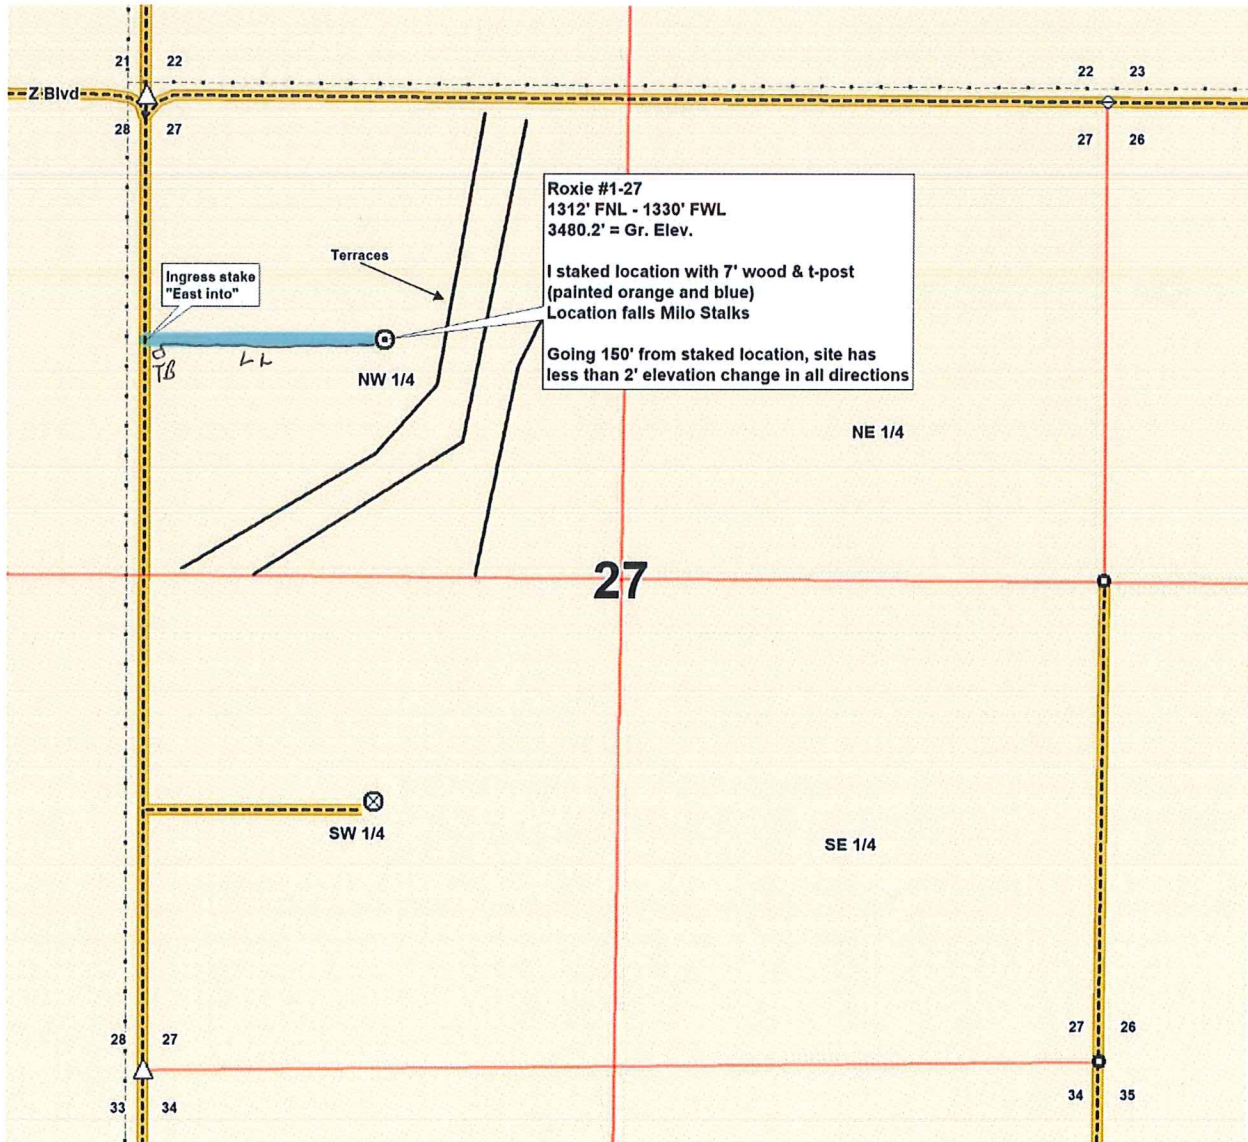 21 22
22 23
Z Blvd
28 27
27 26
Roxie #1-27
1312' FNL - 1330' FWL
3480.2' = Gr. Elev.
I staked location with 7' wood & t-post
(painted orange and blue)
Location falls Milo Stalks
Going 150' from staked location, site has
less than 2' elevation change in all directions
Terraces
Ingress stake
"East into"
TB
LL
NW 1/4
NE 1/4
27
SW 1/4
SE 1/4
28 27
27 26
33 34
34 35